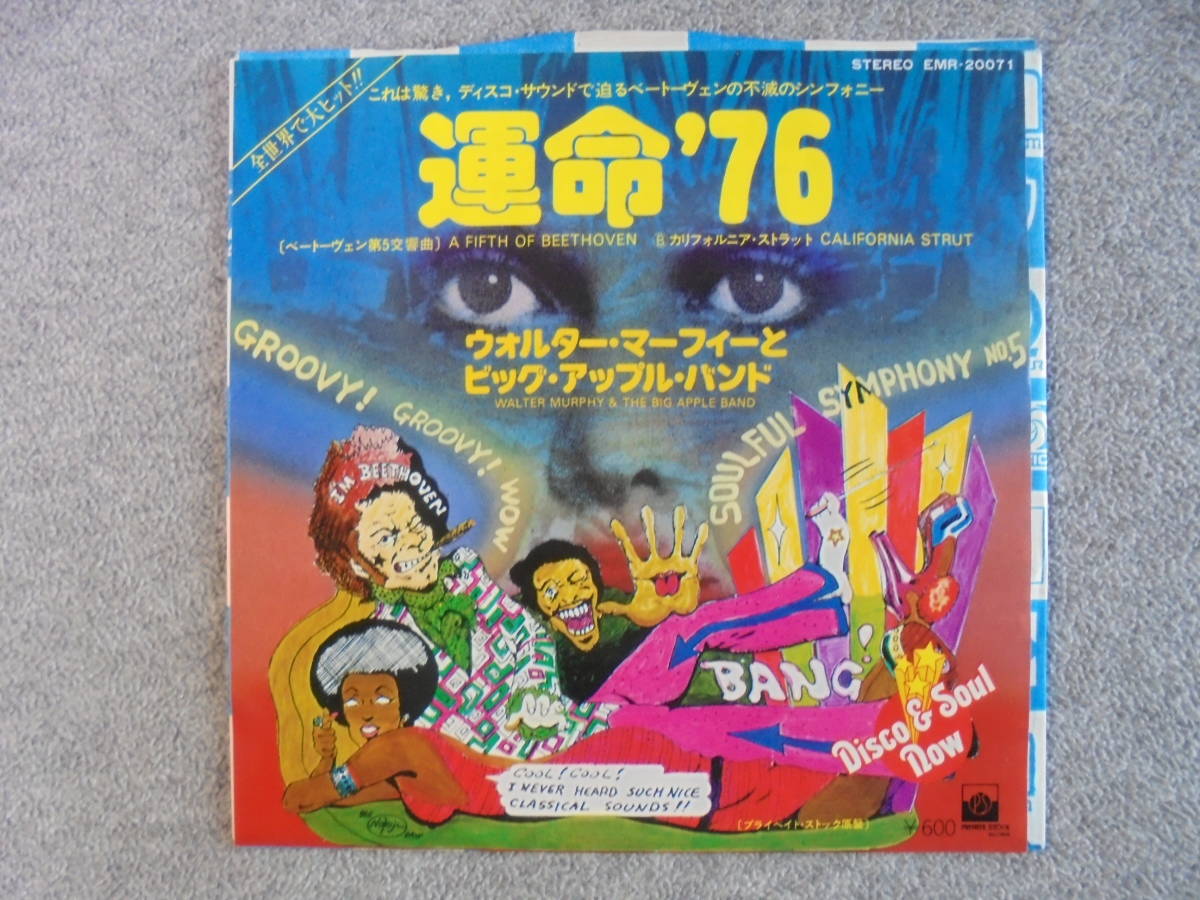 STEREO EMR-20071
全世界で大ヒット!!
これは驚き，ディスコ・サウンドで迫るベートーヴェンの不滅のシンフォニー
運命'76
〔ベートーヴェン第5交響曲〕 A FIFTH OF BEETHOVEN B カリフォルニア・ストラット CALIFORNIA STRUT
ウォルター・マーフィーと
ビッグ・アップル・バンド
WALTER MURPHY & THE BIG APPLE BAND
GROOVY! GROOVY! WOW
SOULFUL SYMPHONY NO.5
I'M BEETHOVEN
BANG!
Disco & Soul
Now
COOL! COOL!
I NEVER HEARD SUCH NICE
CLASSICAL SOUNDS!!
〔プライベイト・ストック原盤〕
¥600
PS
PRIVATE STOCK